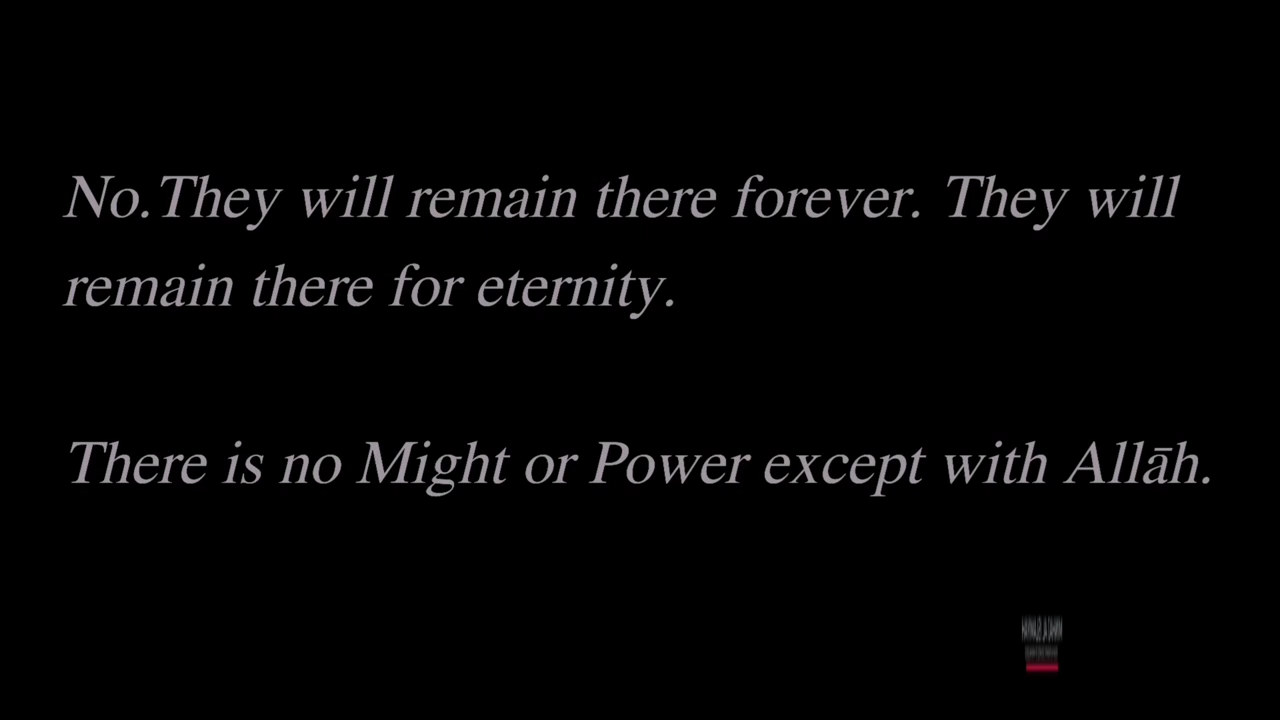 No.They will remain there forever. They will
remain there for eternity.
There is no Might or Power except with Allāh.